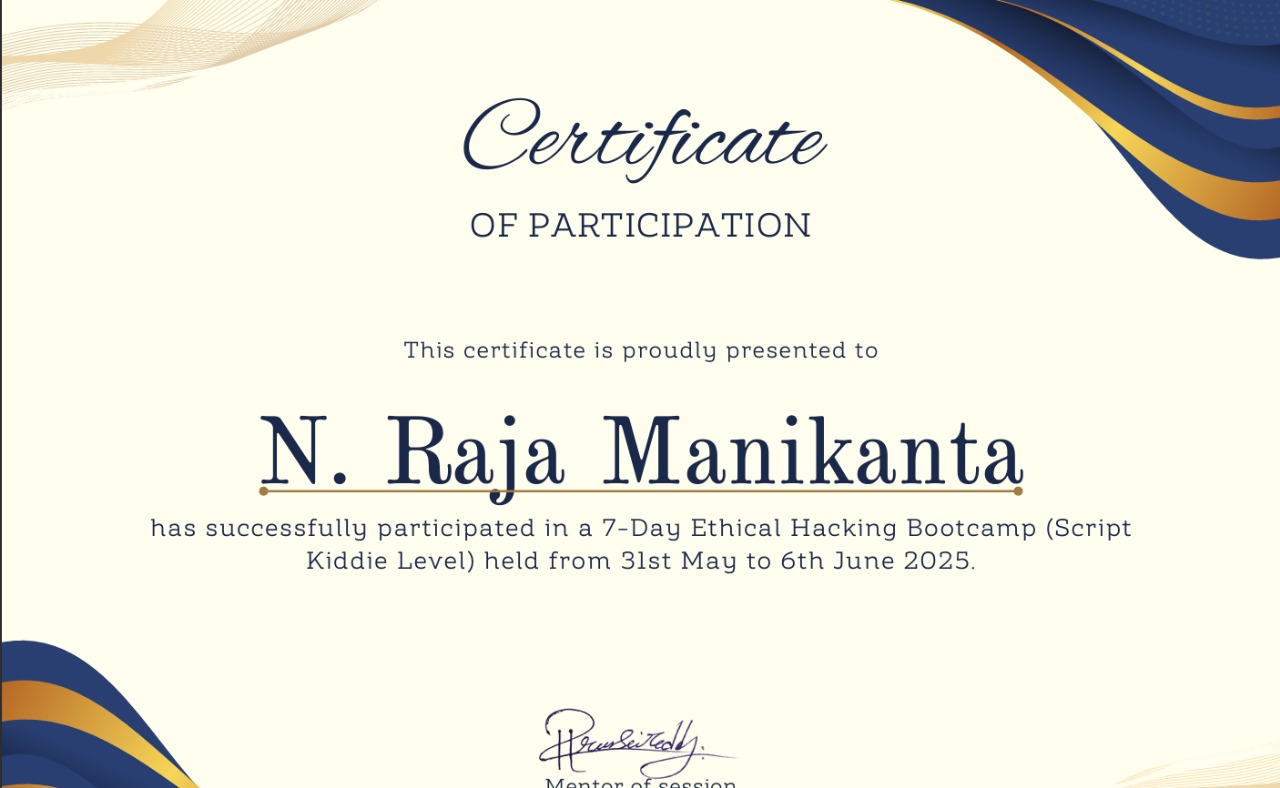 Certificate
OF PARTICIPATION
This certificate is proudly presented to
N. Raja Manikanta
has successfully participated in a 7-Day Ethical Hacking Bootcamp (Script
Kiddie Level) held from 31st May to 6th June 2025.
Mentor of session